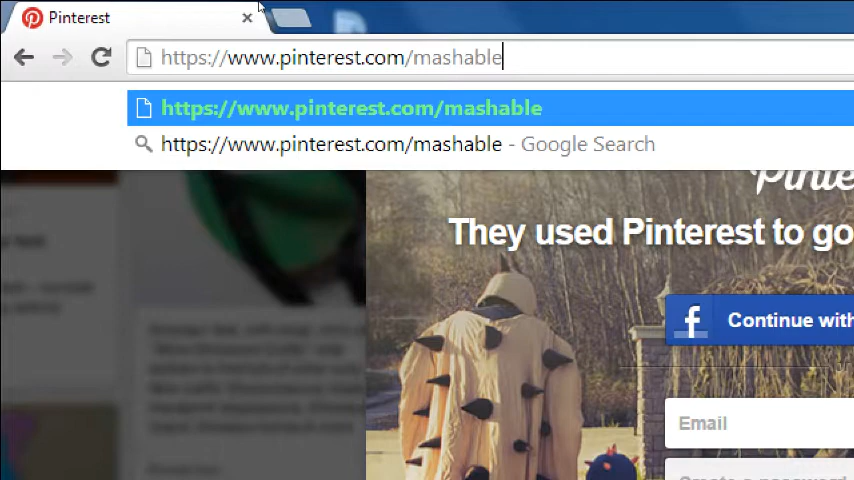 Pinterest
https://www.pinterest.com/mashable
https://www.pinterest.com/mashable
https://www.pinterest.com/mashable - Google Search
They used Pinterest to go
f Continue with
Email